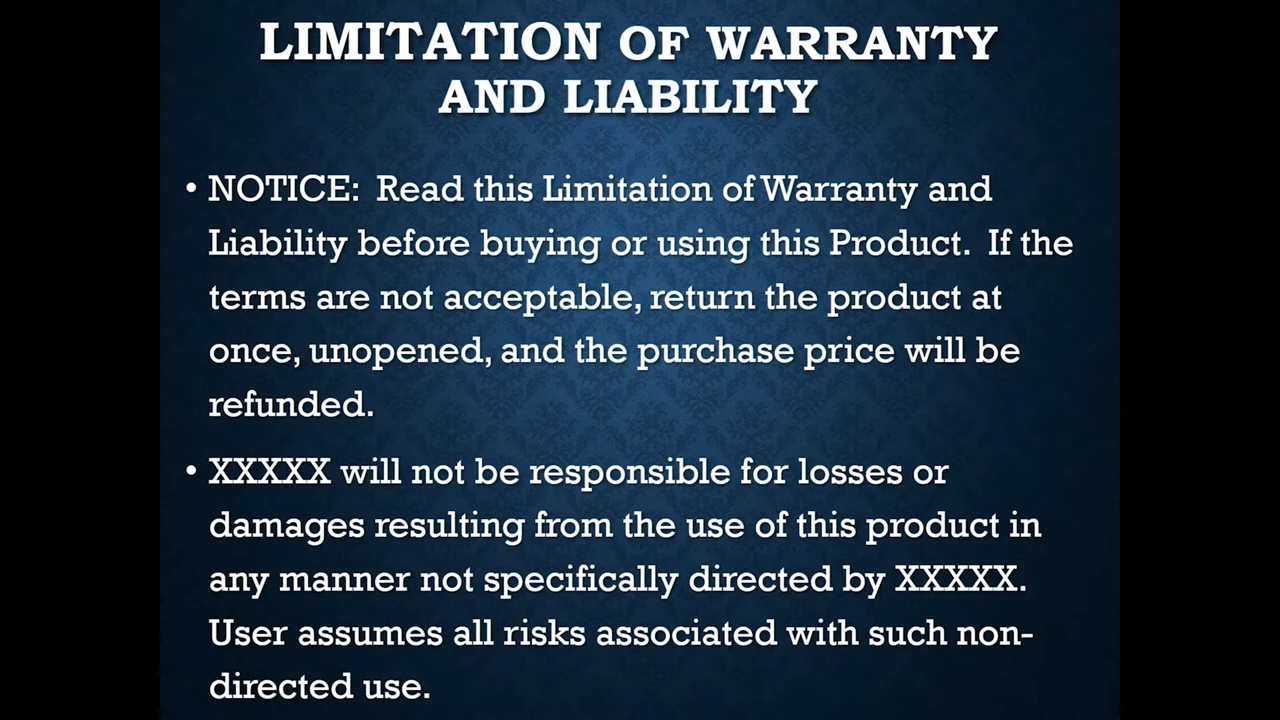 LIMITATION OF WARRANTY
AND LIABILITY
• NOTICE: Read this Limitation of Warranty and
Liability before buying or using this Product. If the
terms are not acceptable, return the product at
once, unopened, and the purchase price will be
refunded.
• XXXXX will not be responsible for losses or
damages resulting from the use of this product in
any manner not specifically directed by XXXXX.
User assumes all risks associated with such non-
directed use.